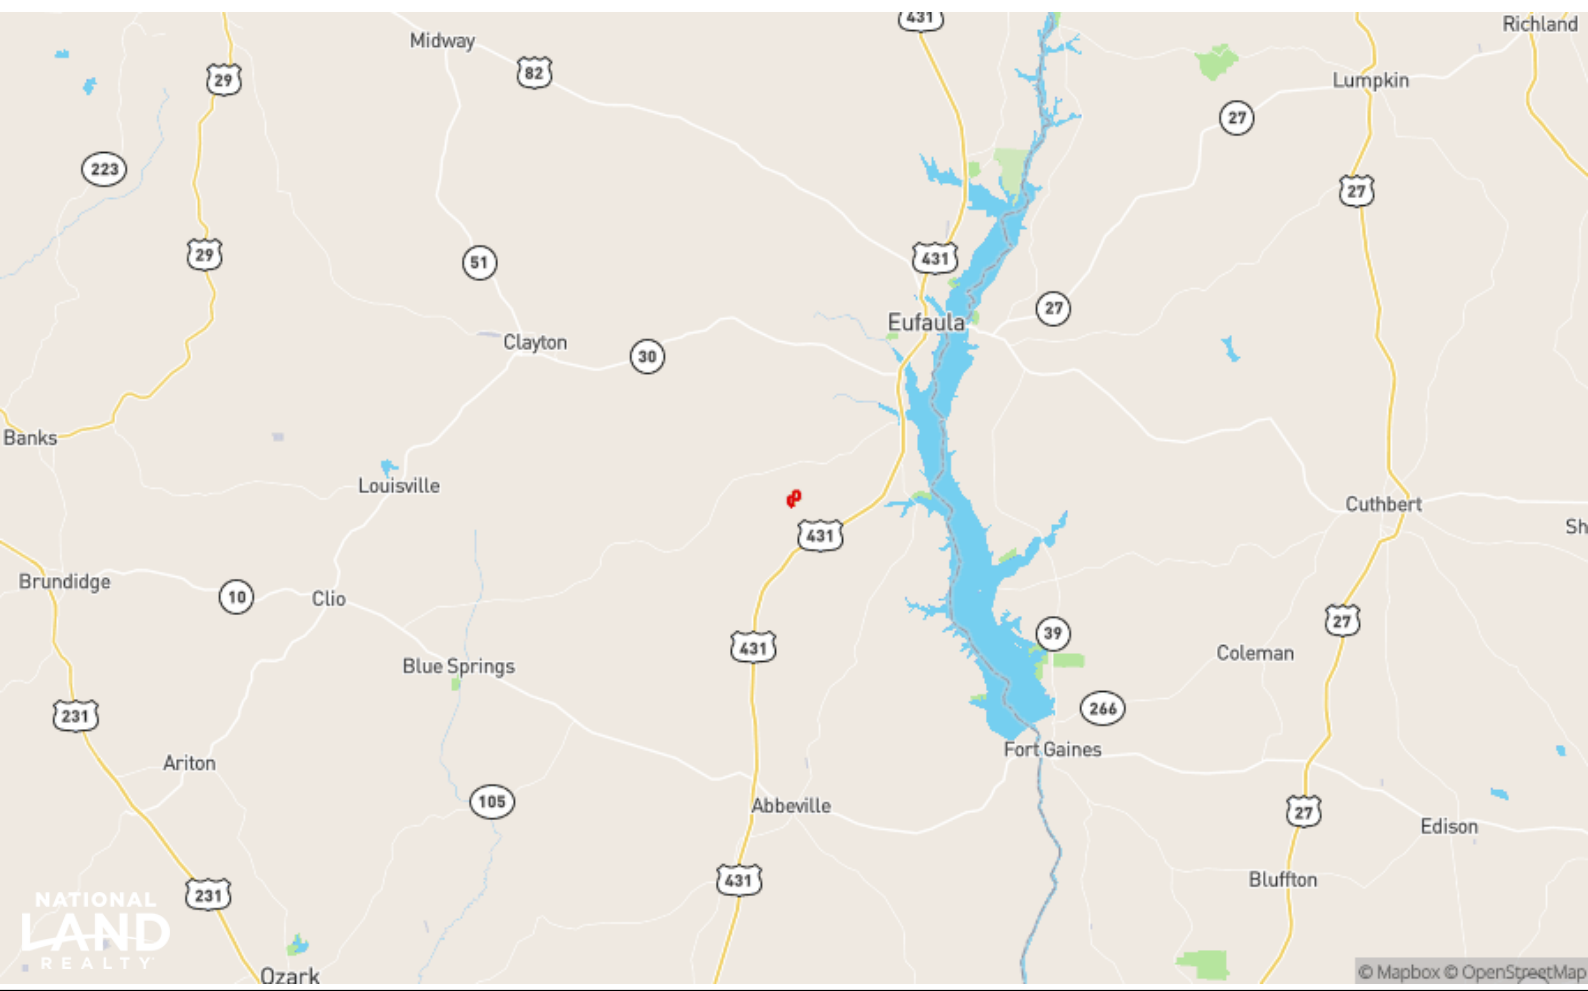 431
Midway
Richland
82
29
Lumpkin
27
223
27
29
51
431
27
Eufaula
Clayton
30
Banks
Louisville
Cuthbert
Sh
431
Brundidge
10
Clio
27
39
431
Coleman
Blue Springs
266
231
Fort Gaines
Ariton
105
Abbeville
27
Edison
431
Bluffton
231
NATIONAL
LAND
REALTY
© Mapbox © OpenStreetMap
Ozark